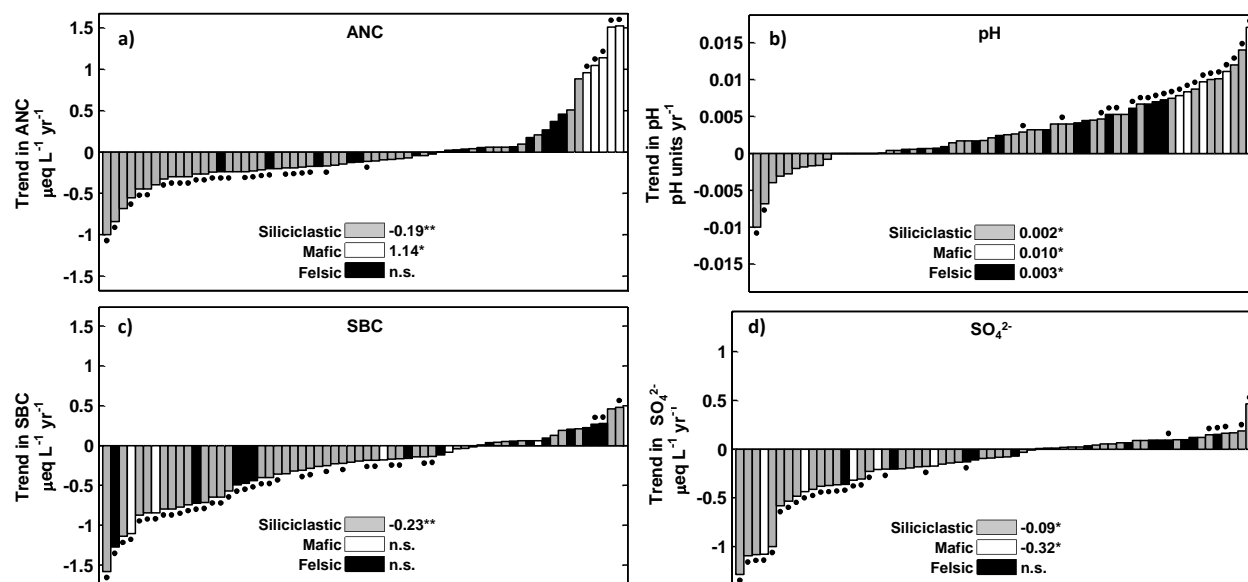 a)
ANC
Trend in ANC
µeq L⁻¹ yr⁻¹
1.5
1
0.5
0
-0.5
-1
-1.5
Siliciclastic -0.19**
Mafic 1.14*
Felsic n.s.
b)
pH
Trend in pH
pH units yr⁻¹
0.015
0.01
0.005
0
-0.005
-0.01
-0.015
Siliciclastic 0.002*
Mafic 0.010*
Felsic 0.003*
c)
SBC
Trend in SBC
µeq L⁻¹ yr⁻¹
1.5
1
0.5
0
-0.5
-1
-1.5
Siliciclastic -0.23**
Mafic n.s.
Felsic n.s.
d)
SO₄²⁻
Trend in SO₄²⁻
µeq L⁻¹ yr⁻¹
1
0.5
0
-0.5
-1
Siliciclastic -0.09*
Mafic -0.32*
Felsic n.s.